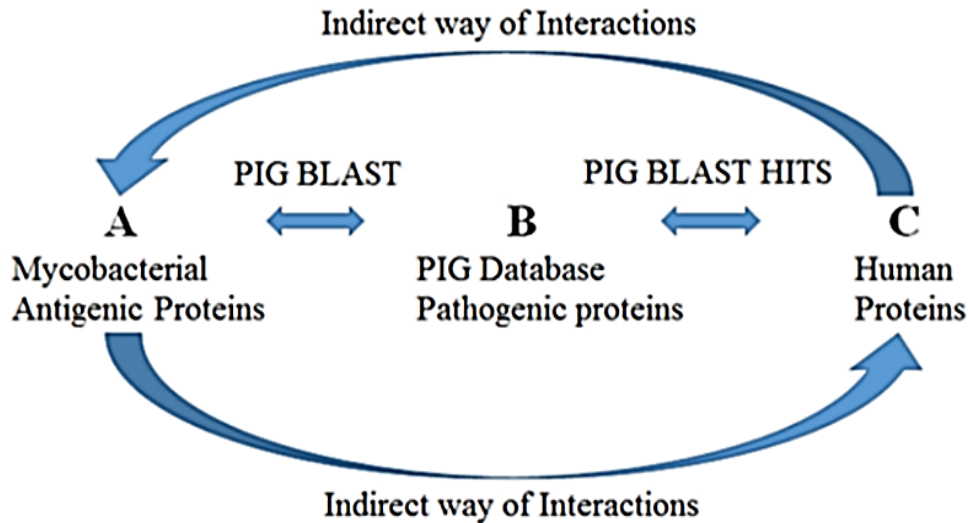 Indirect way of Interactions
PIG BLAST
PIG BLAST HITS
A
B
C
Mycobacterial
Antigenic Proteins
PIG Database
Pathogenic proteins
Human
Proteins
Indirect way of Interactions